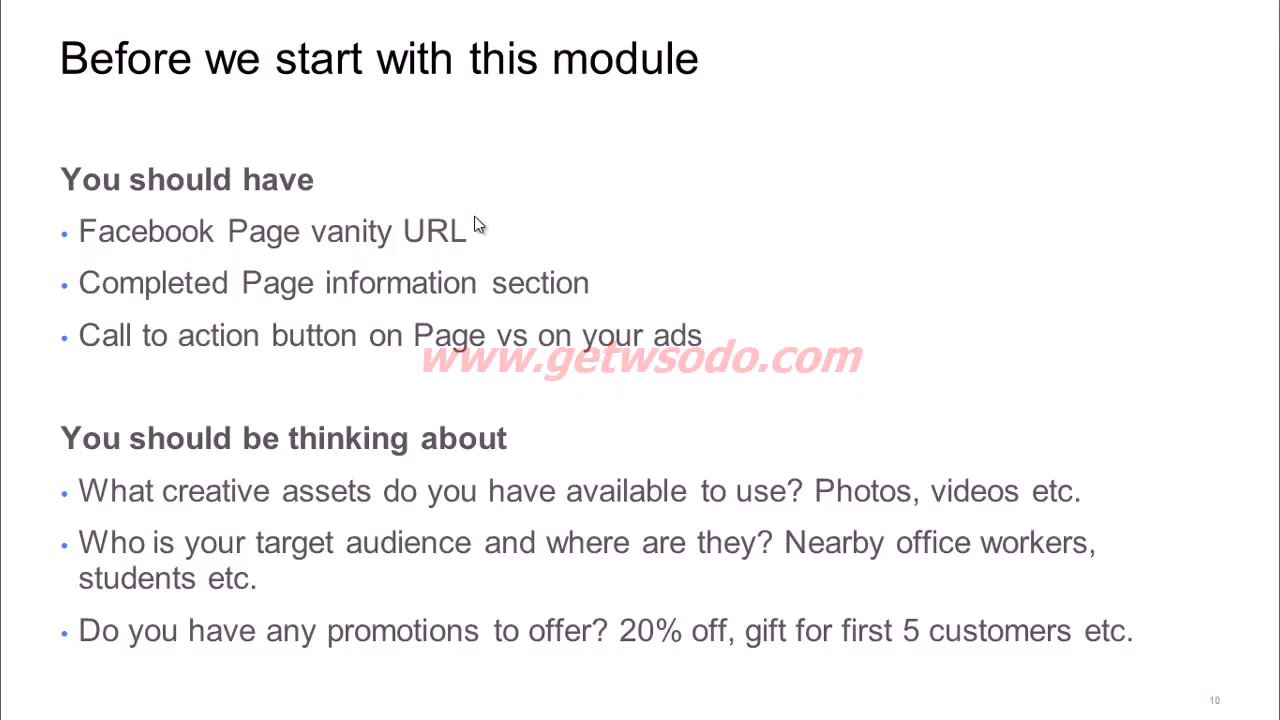 Before we start with this module
You should have
• Facebook Page vanity URL
• Completed Page information section
• Call to action button on Page vs on your ads
www.getwsodo.com
You should be thinking about
• What creative assets do you have available to use? Photos, videos etc.
• Who is your target audience and where are they? Nearby office workers,
students etc.
• Do you have any promotions to offer? 20% off, gift for first 5 customers etc.
10